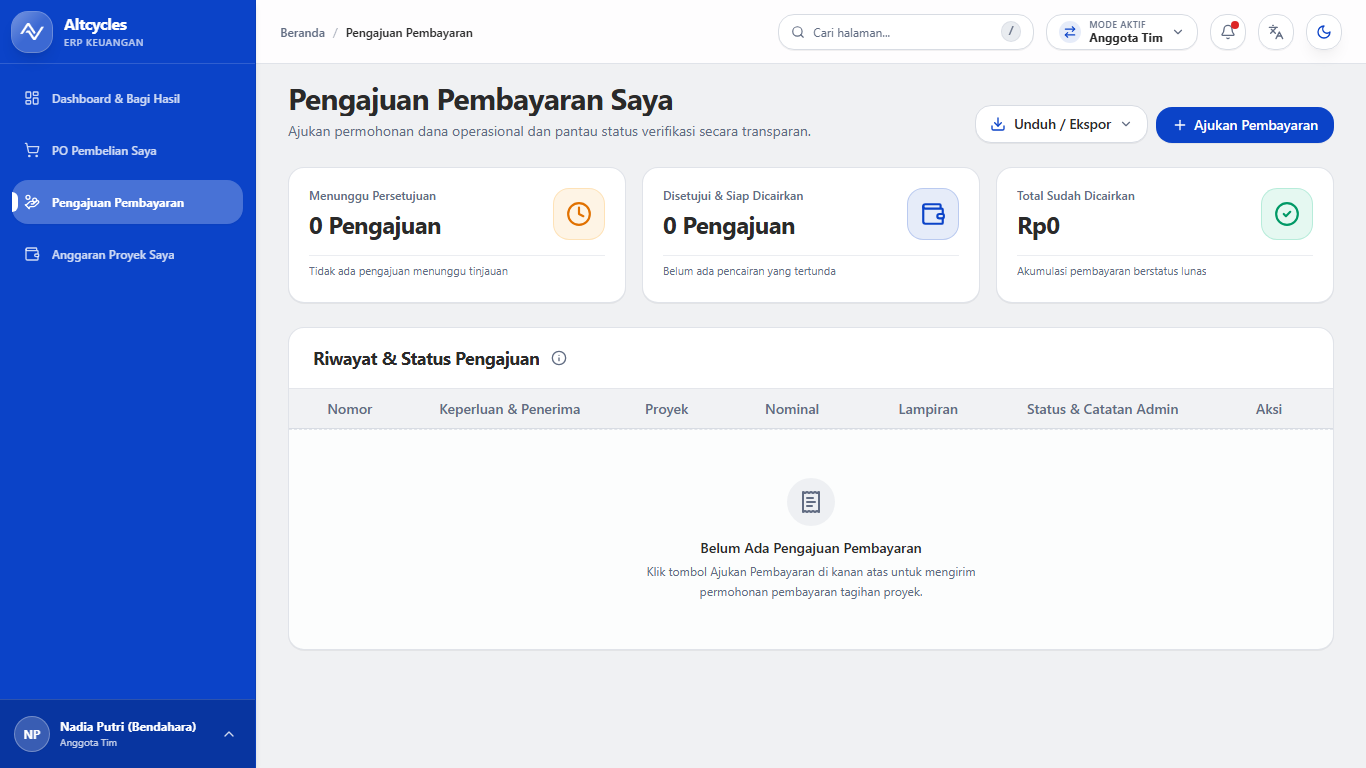 Altcycles
ERP KEUANGAN
Dashboard & Bagi Hasil
PO Pembelian Saya
Pengajuan Pembayaran
Anggaran Proyek Saya
NP
Nadia Putri (Bendahara)
Anggota Tim
Beranda / Pengajuan Pembayaran
Cari halaman...
/
MODE AKTIF
Anggota Tim
Pengajuan Pembayaran Saya
Ajukan permohonan dana operasional dan pantau status verifikasi secara transparan.
Unduh / Ekspor
+ Ajukan Pembayaran
Menunggu Persetujuan
0 Pengajuan
Tidak ada pengajuan menunggu tinjauan
Disetujui & Siap Dicairkan
0 Pengajuan
Belum ada pencairan yang tertunda
Total Sudah Dicairkan
Rp0
Akumulasi pembayaran berstatus lunas
Riwayat & Status Pengajuan
Nomor Keperluan & Penerima Proyek Nominal Lampiran Status & Catatan Admin Aksi
Belum Ada Pengajuan Pembayaran
Klik tombol Ajukan Pembayaran di kanan atas untuk mengirim
permohonan pembayaran tagihan proyek.